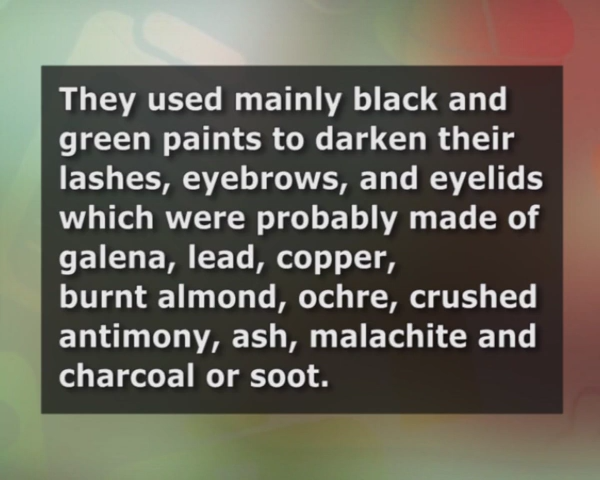 They used mainly black and
green paints to darken their
lashes, eyebrows, and eyelids
which were probably made of
galena, lead, copper,
burnt almond, ochre, crushed
antimony, ash, malachite and
charcoal or soot.